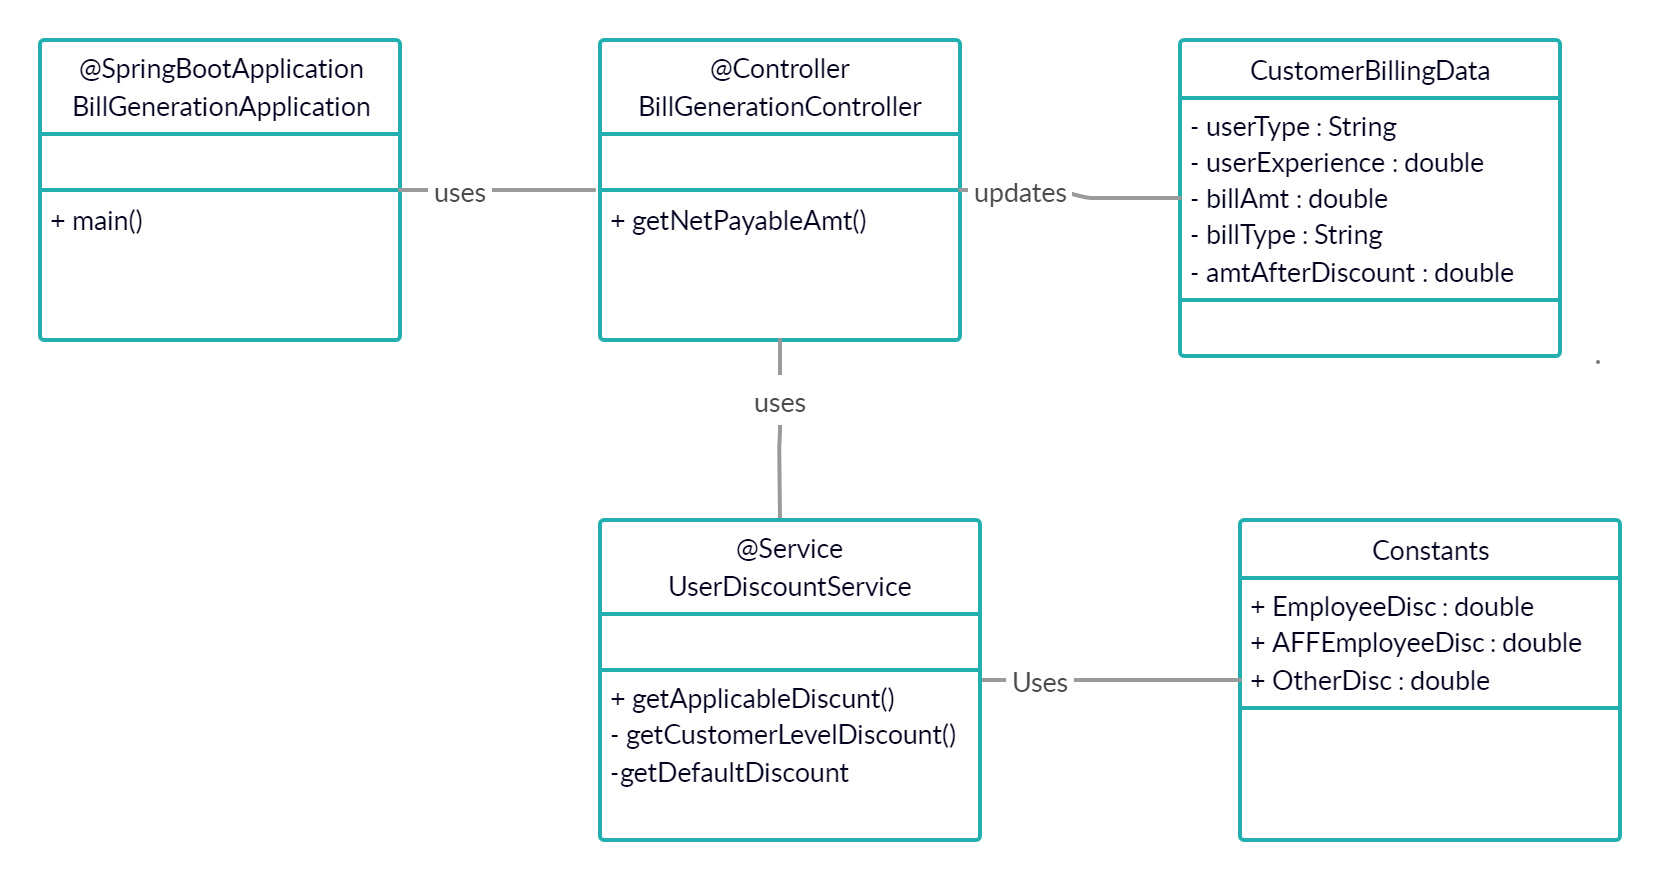 @SpringBootApplication
BillGenerationApplication
+ main()
uses
@Controller
BillGenerationController
+ getNetPayableAmt()
updates
CustomerBillingData
- userType : String
- userExperience : double
- billAmt : double
- billType : String
- amtAfterDiscount : double
uses
@Service
UserDiscountService
+ getApplicableDiscunt()
- getCustomerLevelDiscount()
-getDefaultDiscount
Uses
Constants
+ EmployeeDisc : double
+ AFFEmployeeDisc : double
+ OtherDisc : double